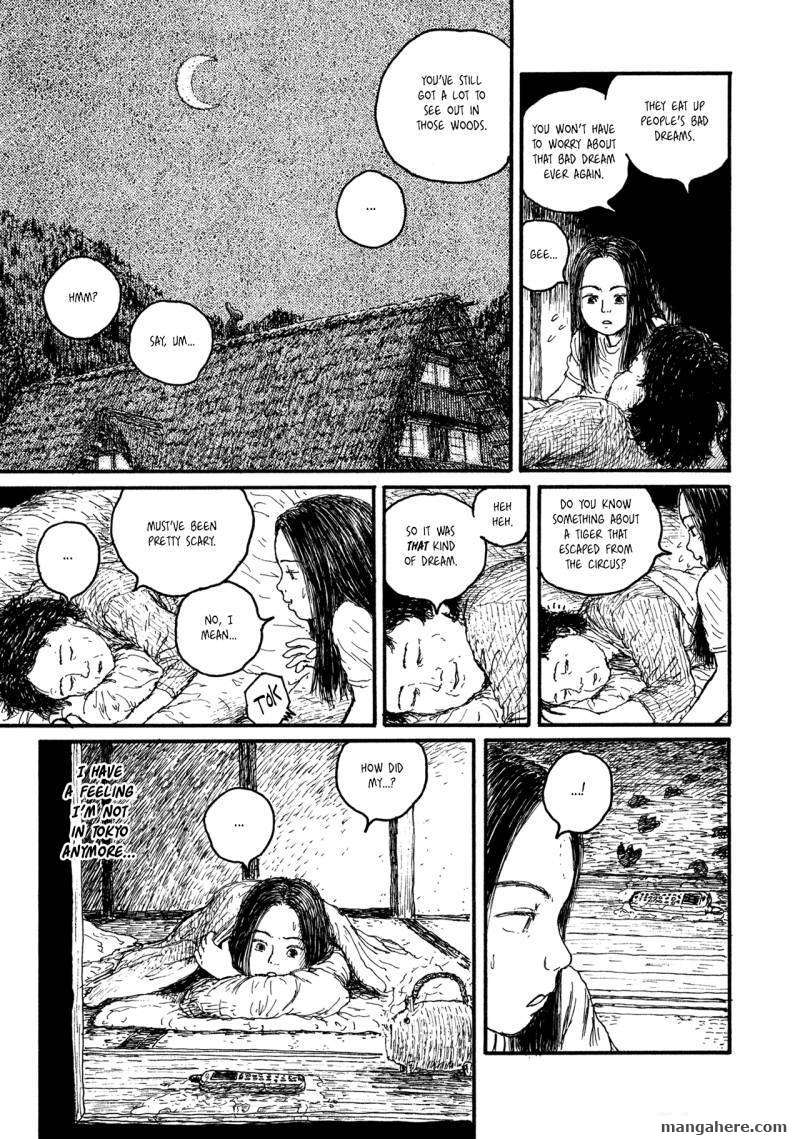 THEY EAT UP
PEOPLE'S BAD
DREAMS.
YOU WON'T HAVE
TO WORRY ABOUT
THAT BAD DREAM
EVER AGAIN.
GEE...
YOU'VE STILL
GOT A LOT TO
SEE OUT IN
THOSE WOODS.
...
SAY, UM...
HMM?
DO YOU KNOW
SOMETHING ABOUT
A TIGER THAT
ESCAPED FROM
THE CIRCUS?
HEH
HEH.
SO IT WAS
THAT KIND
OF DREAM.
MUST'VE BEEN
PRETTY SCARY.
NO, I
MEAN...
...
TOK
...!
HOW DID
MY...?
...
I HAVE
A FEELING
I'M NOT
IN TOKYO
ANYMORE...
mangahere.com